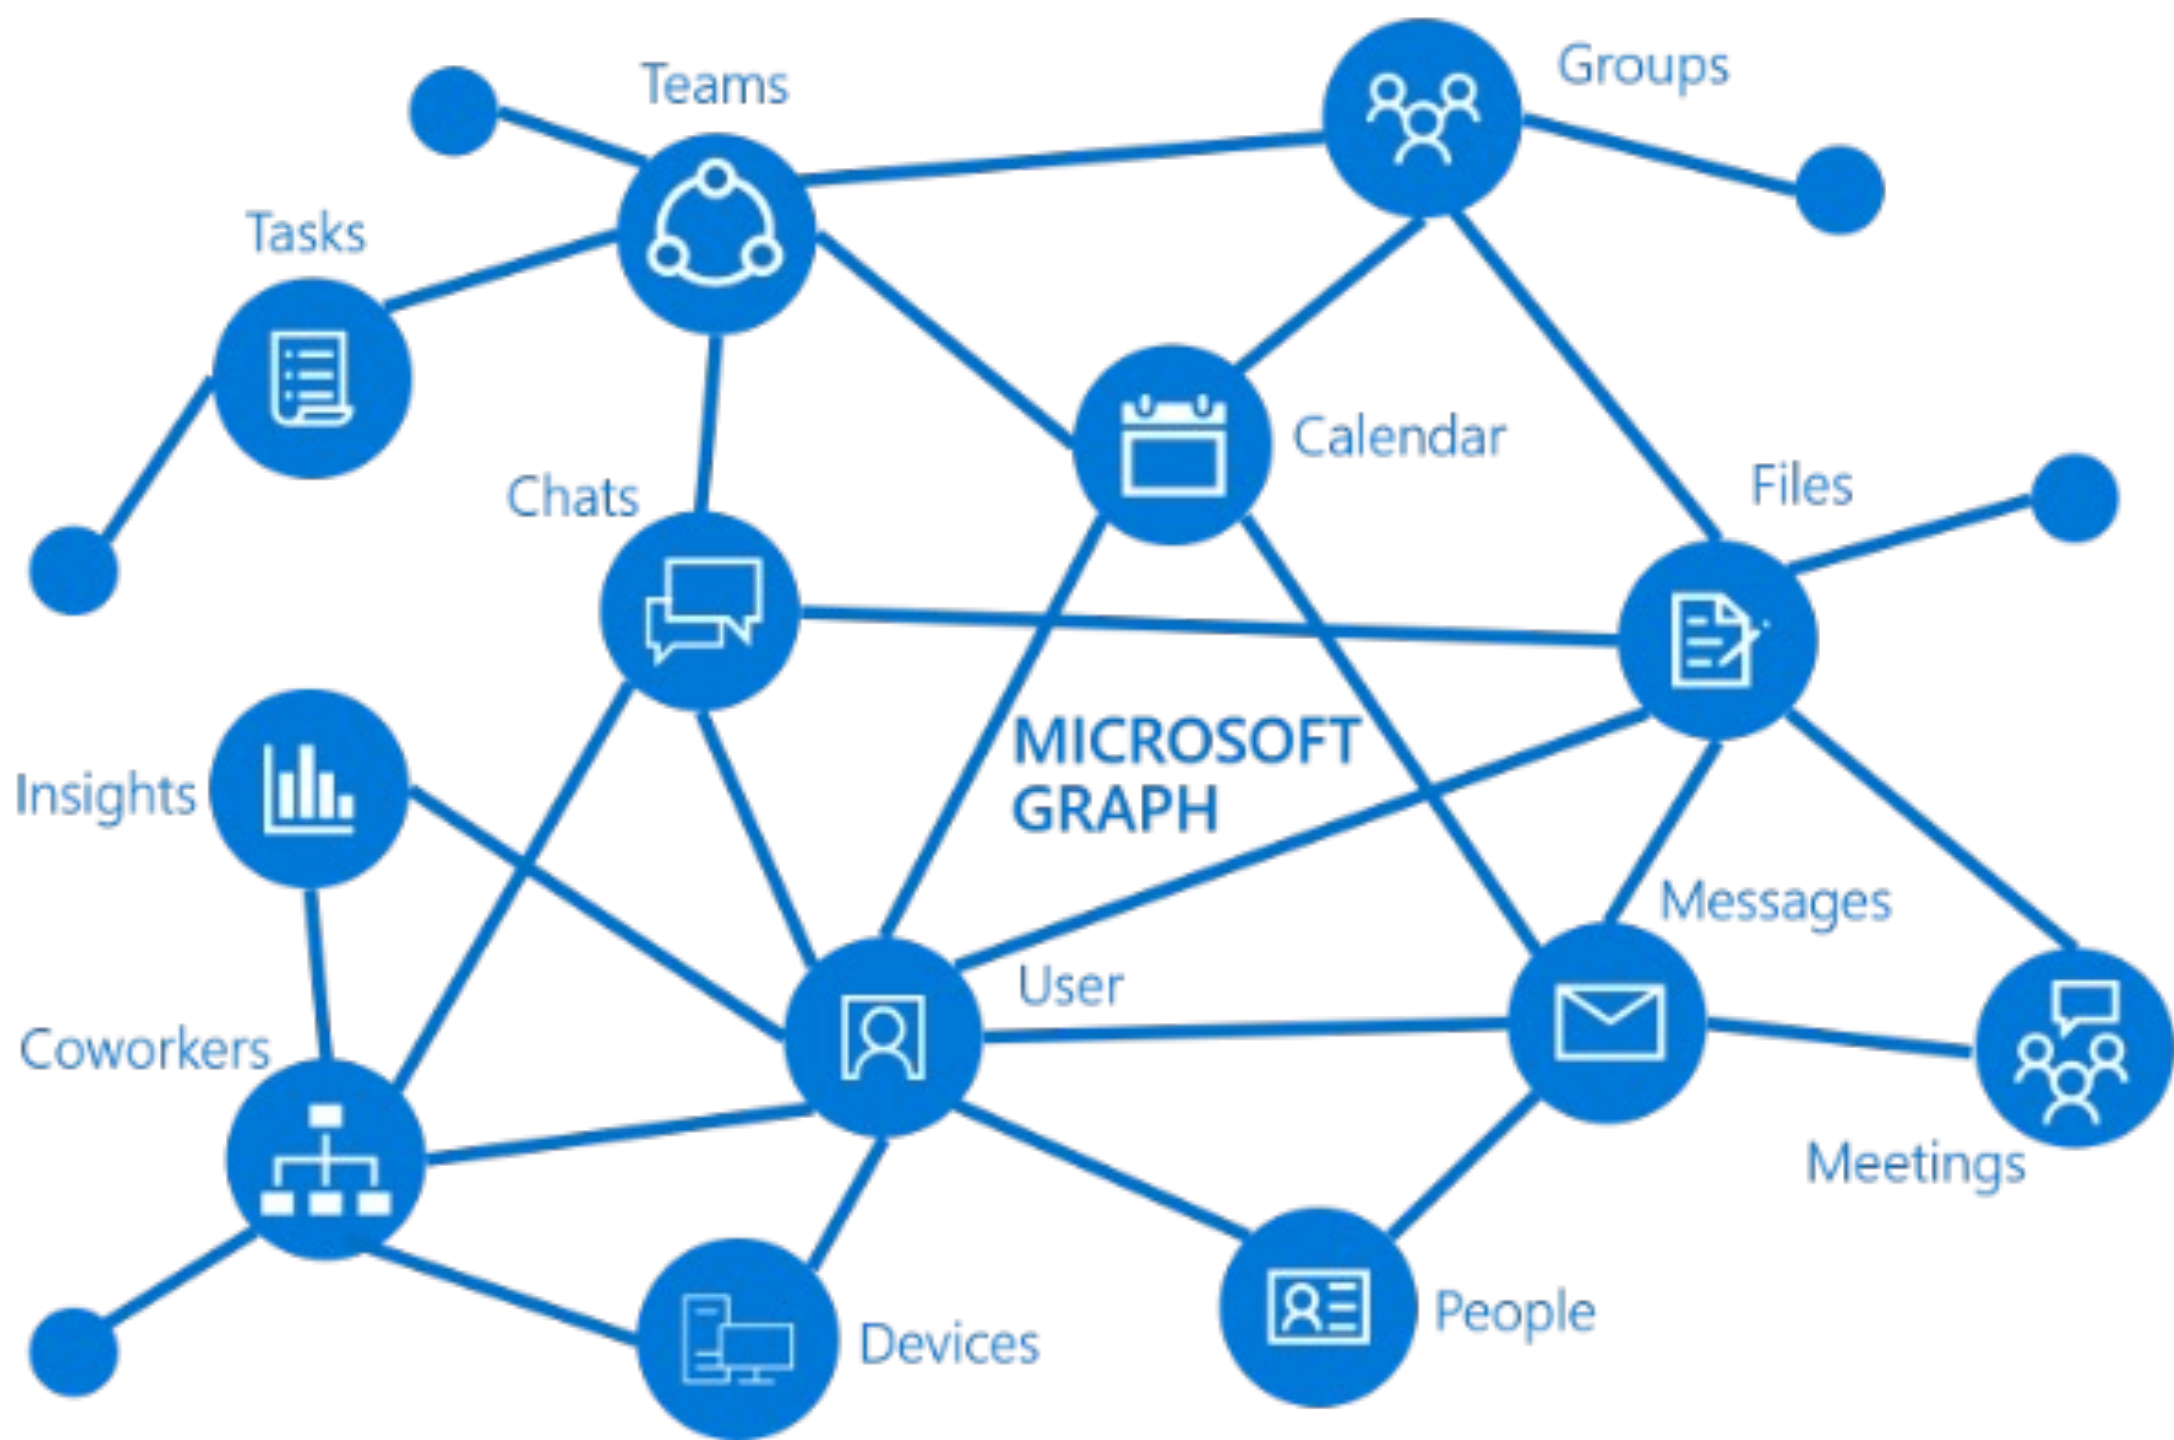 Groups
Teams
Tasks
Calendar
Files
Chats
MICROSOFT
GRAPH
Insights
Messages
User
Coworkers
Meetings
People
Devices